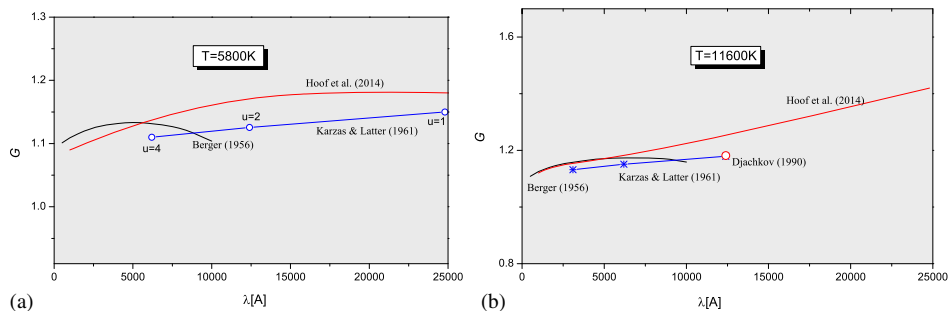 1.3
1.2
1.1
1.0
G
T=5800K
Hoof et al. (2014)
u=2
u=1
Karzas & Latter (1961)
u=4
Berger (1956)
0
5000
10000
15000
20000
25000
λ[A]
(a)
1.6
1.2
0.8
G
T=11600K
Hoof et al. (2014)
Djachkov (1990)
Berger (1956)
Karzas & Latter (1961)
0
5000
10000
15000
20000
25000
λ[A]
(b)